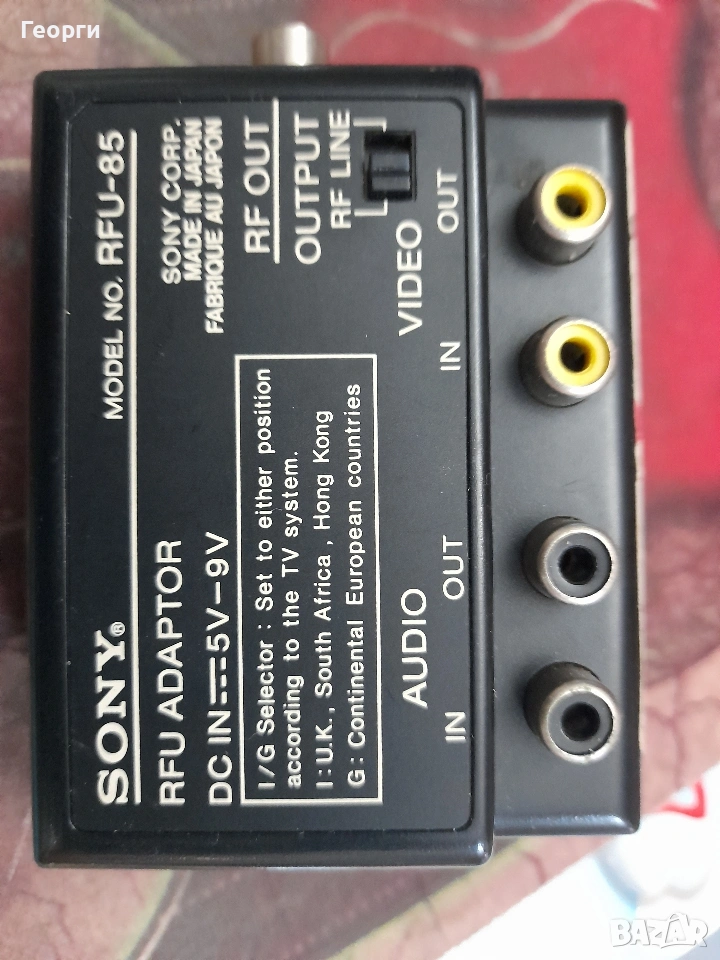 Георги
SONY®
RFU ADAPTOR MODEL NO. RFU-85
DC IN 5V-9V
SONY CORP.
MADE IN JAPAN
FABRIQUE AU JAPON
I/G Selector : Set to either position
according to the TV system.
I: U.K., South Africa , Hong Kong
G: Continental European countries
RF OUT
OUTPUT
RF LINE
AUDIO
IN OUT
VIDEO
IN OUT
BAZAR